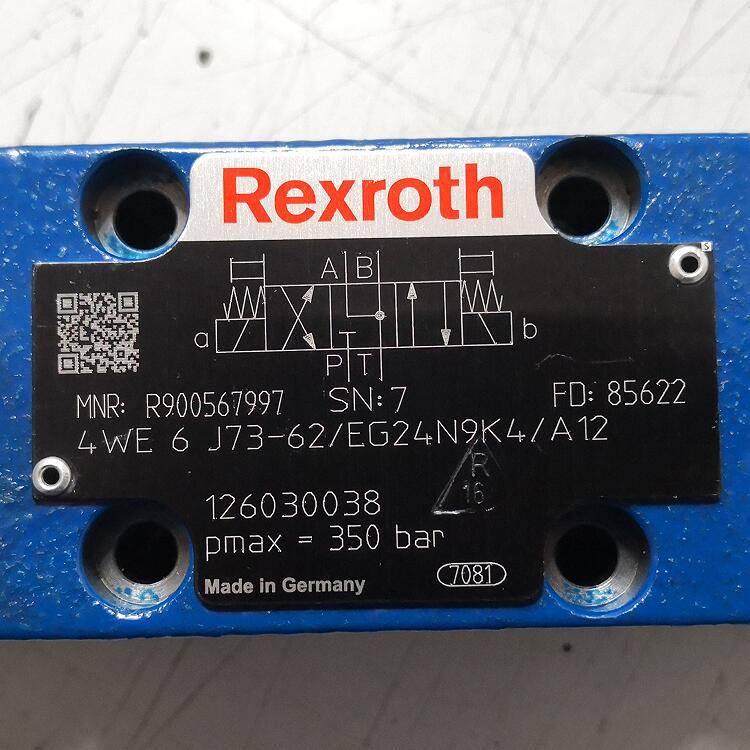 Rexroth
S
A B
a b
P T
MNR: R900567997 SN: 7 FD: 85622
4WE 6 J73-62/EG24N9K4/A12
R
16
126030038
pmax = 350 bar
Made in Germany 7081